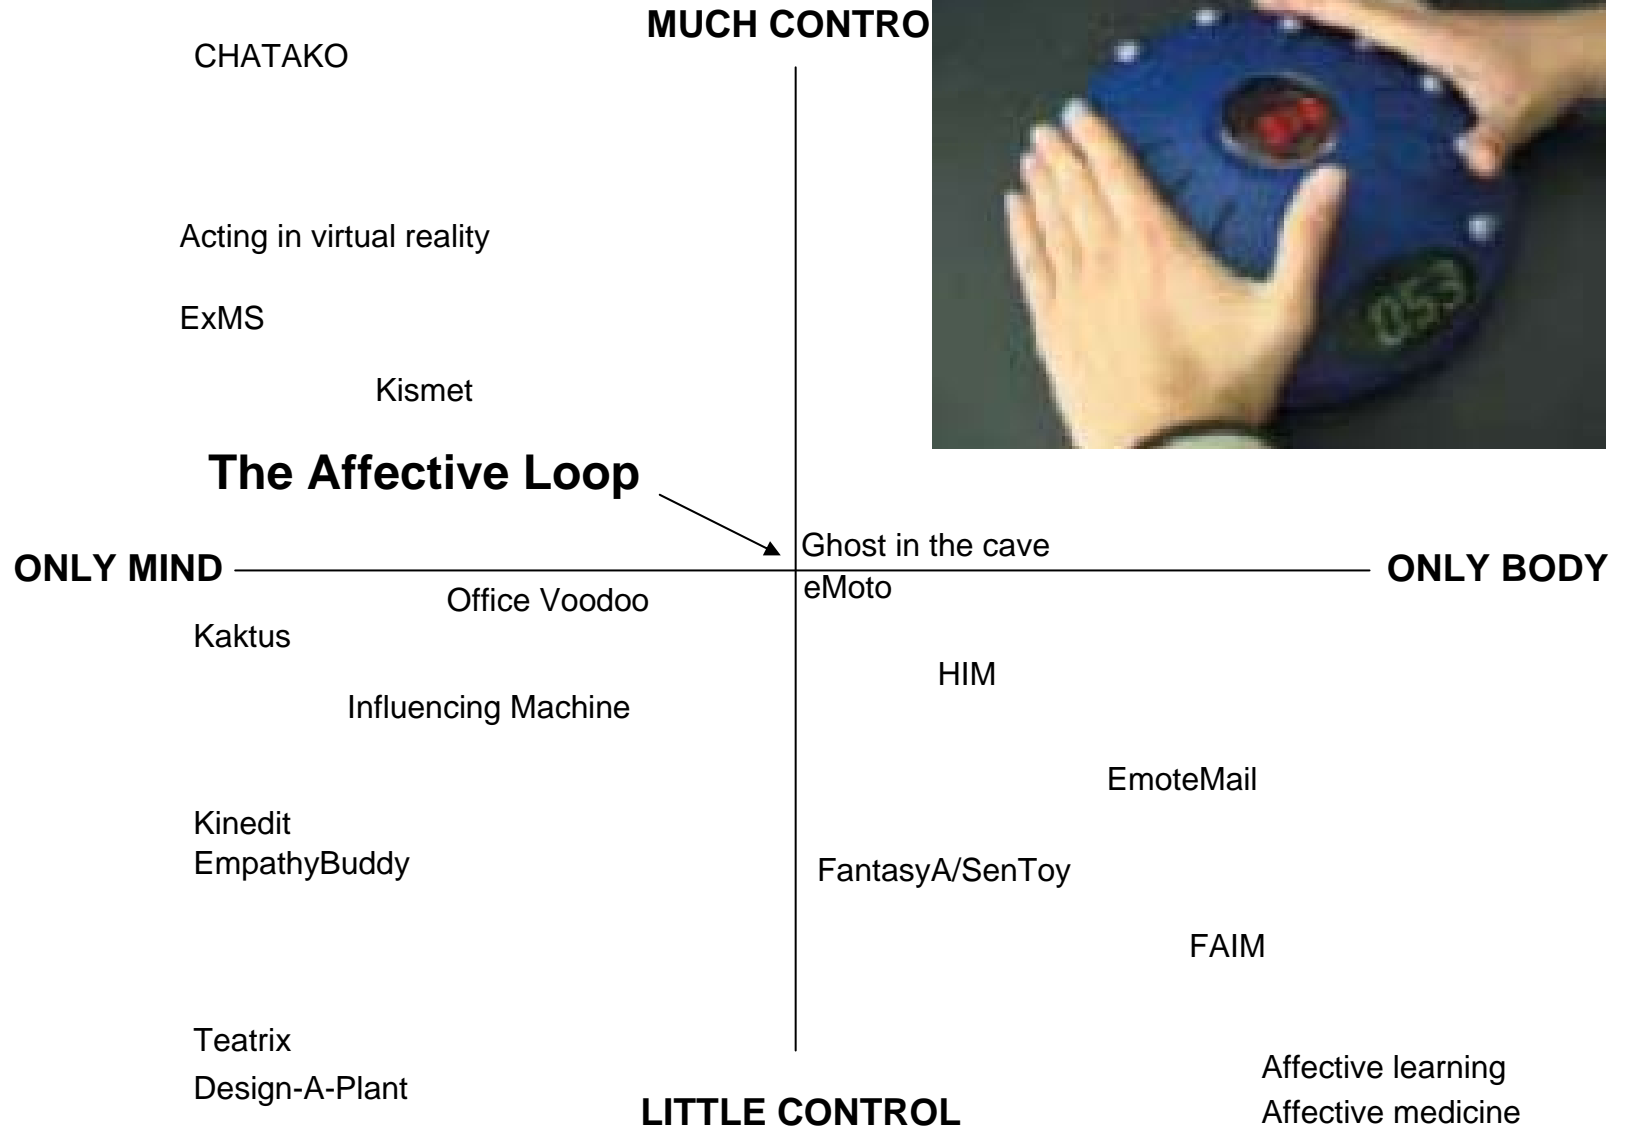 MUCH CONTRO
CHATAKO
Acting in virtual reality
ExMS
053
Kismet
The Affective Loop
Ghost in the cave
ONLY MIND
ONLY BODY
eMoto
Office Voodoo
Kaktus
HIM
Influencing Machine
EmoteMail
Kinedit
EmpathyBuddy
FantasyA/SenToy
FAIM
Teatrix
Affective learning
Design-A-Plant
LITTLE CONTROL
Affective medicine